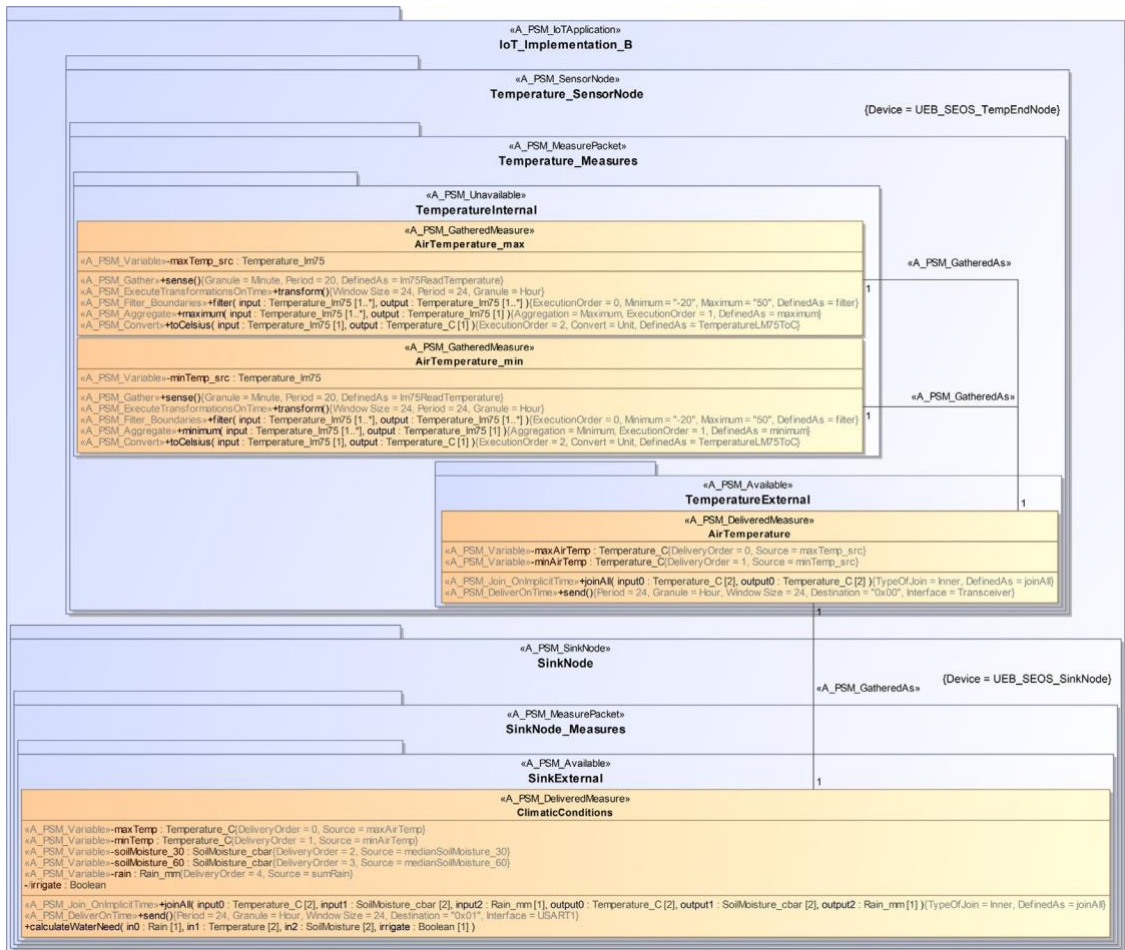 «A_PSM_IoTApplication»
IoT_Implementation_B
«A_PSM_SensorNode»
Temperature_SensorNode
{Device = UEB_SEOS_TempEndNode}
«A_PSM_MeasurePacket»
Temperature_Measures
«A_PSM_Unavailable»
TemperatureInternal
«A_PSM_GatheredMeasure»
AirTemperature_max
«A_PSM_Variable»-maxTemp_src : Temperature_lm75
«A_PSM_Gather»+sense(){Granule = Minute, Period = 20, DefinedAs = lm75ReadTemperature}
«A_PSM_ExecuteTransformationsOnTime»+transform(){Window Size = 24, Period = 24, Granule = Hour}
«A_PSM_Filter_Boundaries»+filter( input : Temperature_lm75 [1..*], output : Temperature_lm75 [1..*] ){ExecutionOrder = 0, Minimum = "-20", Maximum = "50", DefinedAs = filter}
«A_PSM_Aggregate»+maximum( input : Temperature_lm75 [1..*], output : Temperature_lm75 [1] ){Aggregation = Maximum, ExecutionOrder = 1, DefinedAs = maximum}
«A_PSM_Convert»+toCelsius( input : Temperature_lm75 [1], output : Temperature_C [1] ){ExecutionOrder = 2, Convert = Unit, DefinedAs = TemperatureLM75ToC}
«A_PSM_GatheredAs»
1
«A_PSM_GatheredMeasure»
AirTemperature_min
«A_PSM_Variable»-minTemp_src : Temperature_lm75
«A_PSM_Gather»+sense(){Granule = Minute, Period = 20, DefinedAs = lm75ReadTemperature}
«A_PSM_ExecuteTransformationsOnTime»+transform(){Window Size = 24, Period = 24, Granule = Hour}
«A_PSM_Filter_Boundaries»+filter( input : Temperature_lm75 [1..*], output : Temperature_lm75 [1..*] ){ExecutionOrder = 0, Minimum = "-20", Maximum = "50", DefinedAs = filter}
«A_PSM_Aggregate»+minimum( input : Temperature_lm75 [1..*], output : Temperature_lm75 [1] ){Aggregation = Minimum, ExecutionOrder = 1, DefinedAs = minimum}
«A_PSM_Convert»+toCelsius( input : Temperature_lm75 [1], output : Temperature_C [1] ){ExecutionOrder = 2, Convert = Unit, DefinedAs = TemperatureLM75ToC}
«A_PSM_GatheredAs»
1
«A_PSM_Available»
TemperatureExternal
1
«A_PSM_DeliveredMeasure»
AirTemperature
«A_PSM_Variable»-maxAirTemp : Temperature_C{DeliveryOrder = 0, Source = maxTemp_src}
«A_PSM_Variable»-minAirTemp : Temperature_C{DeliveryOrder = 1, Source = minTemp_src}
«A_PSM_Join_OnImplicitTime»+joinAll( input0 : Temperature_C [2], output0 : Temperature_C [2] ){TypeOfJoin = Inner, DefinedAs = joinAll}
«A_PSM_DeliverOnTime»+send(){Period = 24, Granule = Hour, Window Size = 24, Destination = "0x00", Interface = Transceiver}
1
«A_PSM_SinkNode»
SinkNode
{Device = UEB_SEOS_SinkNode}
«A_PSM_GatheredAs»
«A_PSM_MeasurePacket»
SinkNode_Measures
«A_PSM_Available»
SinkExternal
1
«A_PSM_DeliveredMeasure»
ClimaticConditions
«A_PSM_Variable»-maxTemp : Temperature_C{DeliveryOrder = 0, Source = maxAirTemp}
«A_PSM_Variable»-minTemp : Temperature_C{DeliveryOrder = 1, Source = minAirTemp}
«A_PSM_Variable»-soilMoisture_30 : SoilMoisture_cbar{DeliveryOrder = 2, Source = medianSoilMoisture_30}
«A_PSM_Variable»-soilMoisture_60 : SoilMoisture_cbar{DeliveryOrder = 3, Source = medianSoilMoisture_60}
«A_PSM_Variable»-rain : Rain_mm{DeliveryOrder = 4, Source = sumRain}
-/irrigate : Boolean
«A_PSM_Join_OnImplicitTime»+joinAll( input0 : Temperature_C [2], input1 : SoilMoisture_cbar [2], input2 : Rain_mm [1], output0 : Temperature_C [2], output1 : SoilMoisture_cbar [2], output2 : Rain_mm [1] ){TypeOfJoin = Inner, DefinedAs = joinAll}
«A_PSM_DeliverOnTime»+send(){Period = 24, Granule = Hour, Window Size = 24, Destination = "0x01", Interface = USART1}
+calculateWaterNeed( in0 : Rain [1], in1 : Temperature [2], in2 : SoilMoisture [2], irrigate : Boolean [1] )